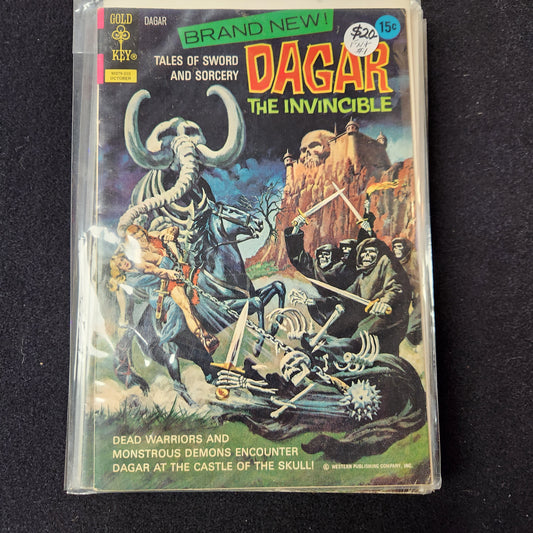 GOLD
KEY®
DAGAR
BRAND NEW!
15¢
$20-
#1
TALES OF SWORD
AND SORCERY
DAGAR
THE INVINCIBLE
OCTOBER
DEAD WARRIORS AND
MONSTROUS DEMONS ENCOUNTER
DAGAR AT THE CASTLE OF THE SKULL!
© WESTERN PUBLISHING COMPANY, INC.